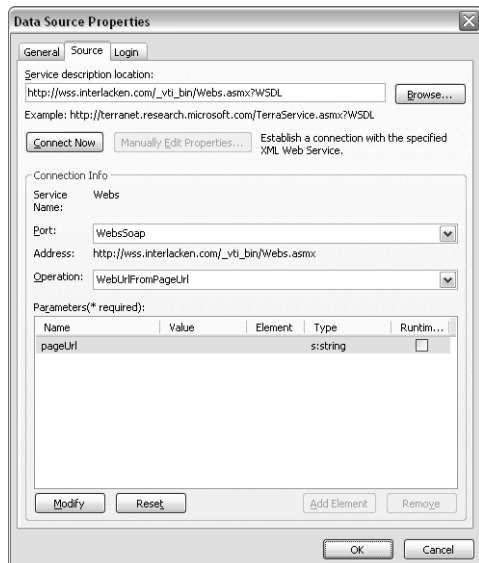 Data Source Properties
General Source Login
Service description location:
http://wss.interlacken.com/_vti_bin/Webs.asmx?WSDL Browse...
Example: http://terranet.research.microsoft.com/TerraService.asmx?WSDL
Connect Now Manually Edit Properties... Establish a connection with the specified
XML Web Service.
Connection Info
Service Webs
Name:
Port: WebsSoap
Address: http://wss.interlacken.com/_vti_bin/Webs.asmx
Operation: WebUrlFromPageUrl
Parameters(* required):
Name Value Element Type Runtim...
pageUrl s:string
Modify Reset Add Element Remove
OK Cancel